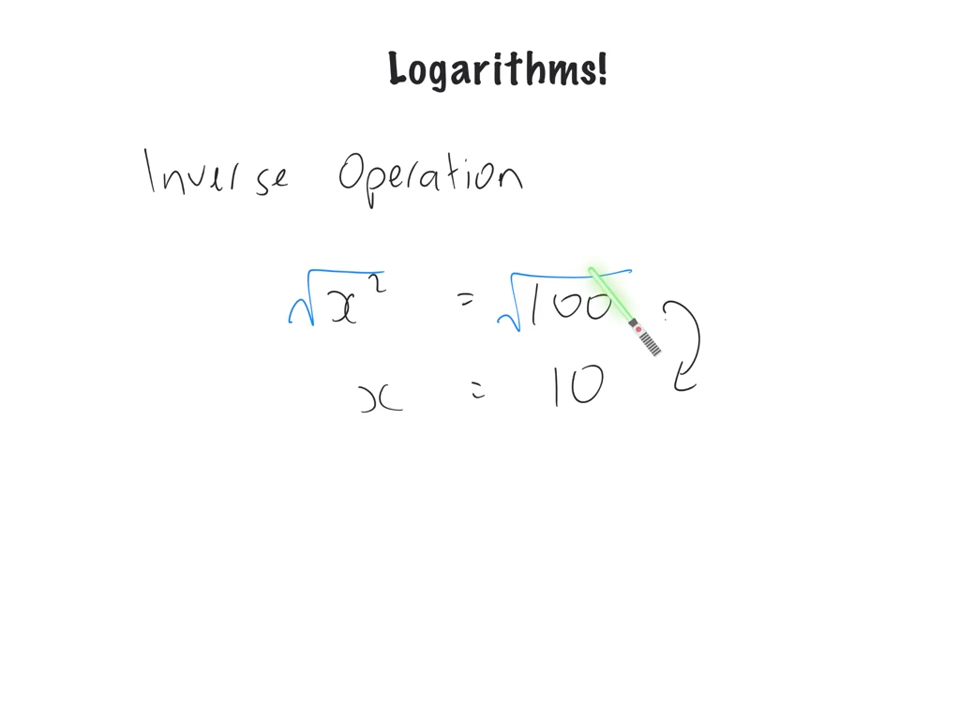 Logarithms!
Inverse Operation
√x² = √100
x = 10